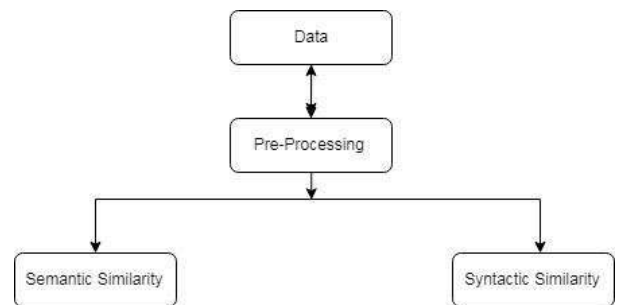 Data
Pre-Processing
Semantic Similarity
Syntactic Similarity